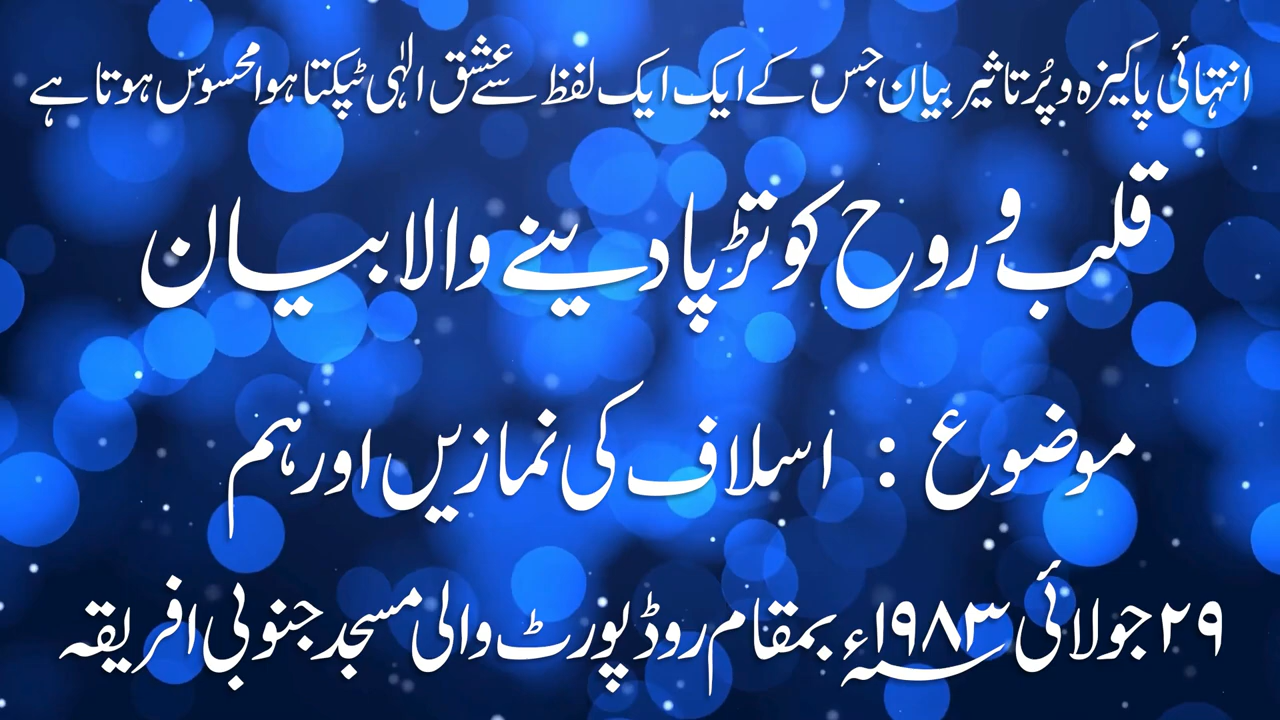 انتہائی پاکیزہ و پُرتاثیر بیان جس کے ایک ایک لفظ سے عشق الٰہی ٹپکتا ہوا محسوس ہوتا ہے
قلب و روح کو تڑپا دینے والا بیان
موضوع : اسلاف کی نمازیں اور ہم
۲۹ جولائی ۱۹۸۳ء بمقام روڈ پورٹ والی مسجد جنوبی افریقہ